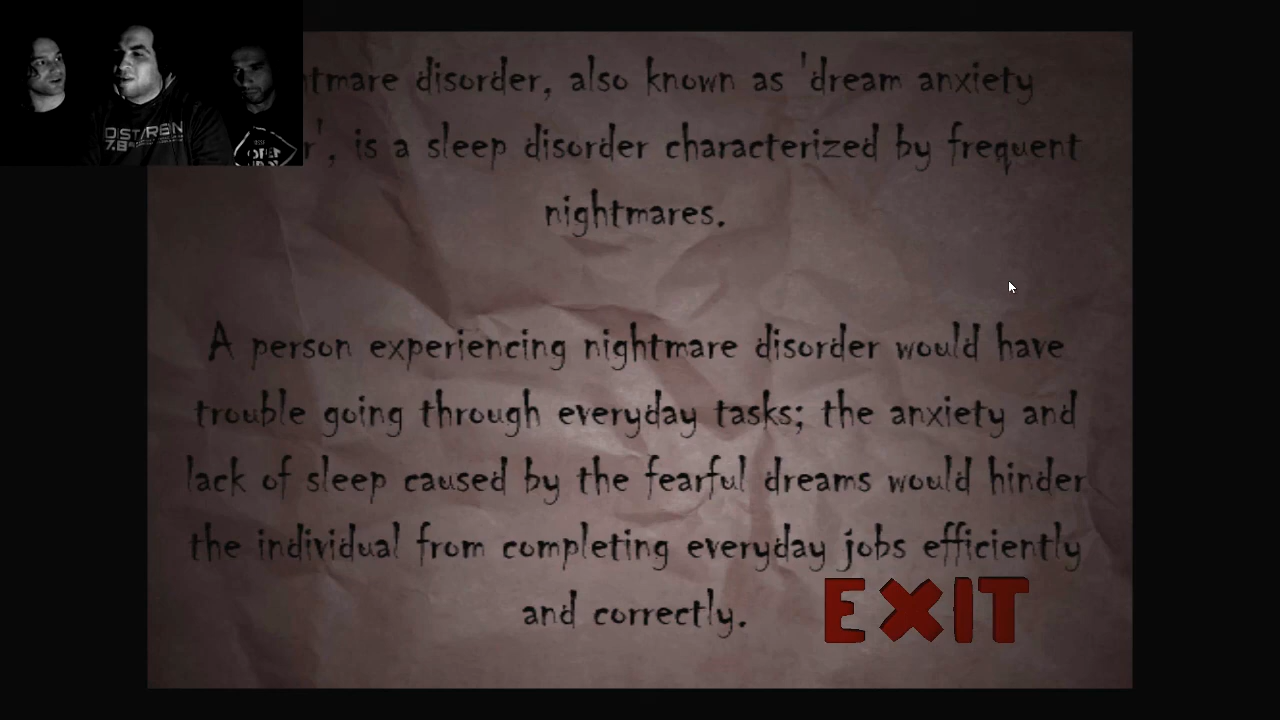 ntmare disorder, also known as 'dream anxiety
r', is a sleep disorder characterized by frequent
nightmares.
A person experiencing nightmare disorder would have
trouble going through everyday tasks; the anxiety and
lack of sleep caused by the fearful dreams would hinder
the individual from completing everyday jobs efficiently
and correctly.
EXIT